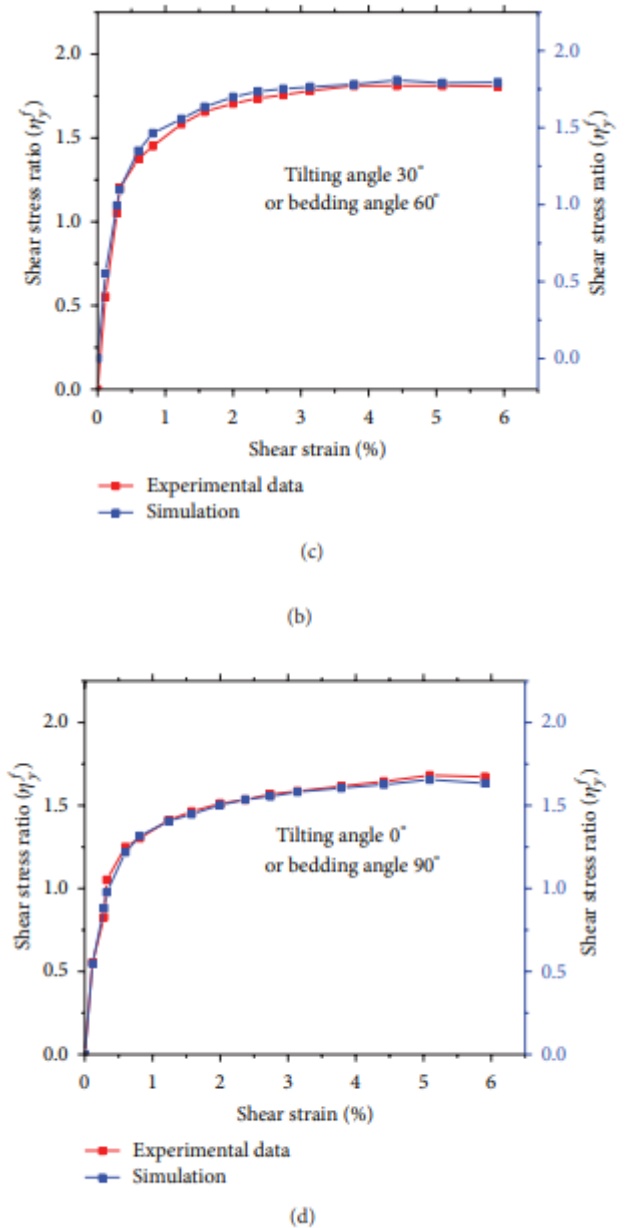 2.0
1.5
1.0
0.5
0.0
Shear stress ratio (η_y^f)
2.0
1.5
1.0
0.5
0.0
Shear stress ratio (η_y^f)
Tilting angle 30°
or bedding angle 60°
0 1 2 3 4 5 6
Shear strain (%)
Experimental data
Simulation
(c)
(b)
2.0
1.5
1.0
0.5
0.0
Shear stress ratio (η_y^f)
2.0
1.5
1.0
0.5
0.0
Shear stress ratio (η_y^f)
Tilting angle 0°
or bedding angle 90°
0 1 2 3 4 5 6
Shear strain (%)
Experimental data
Simulation
(d)